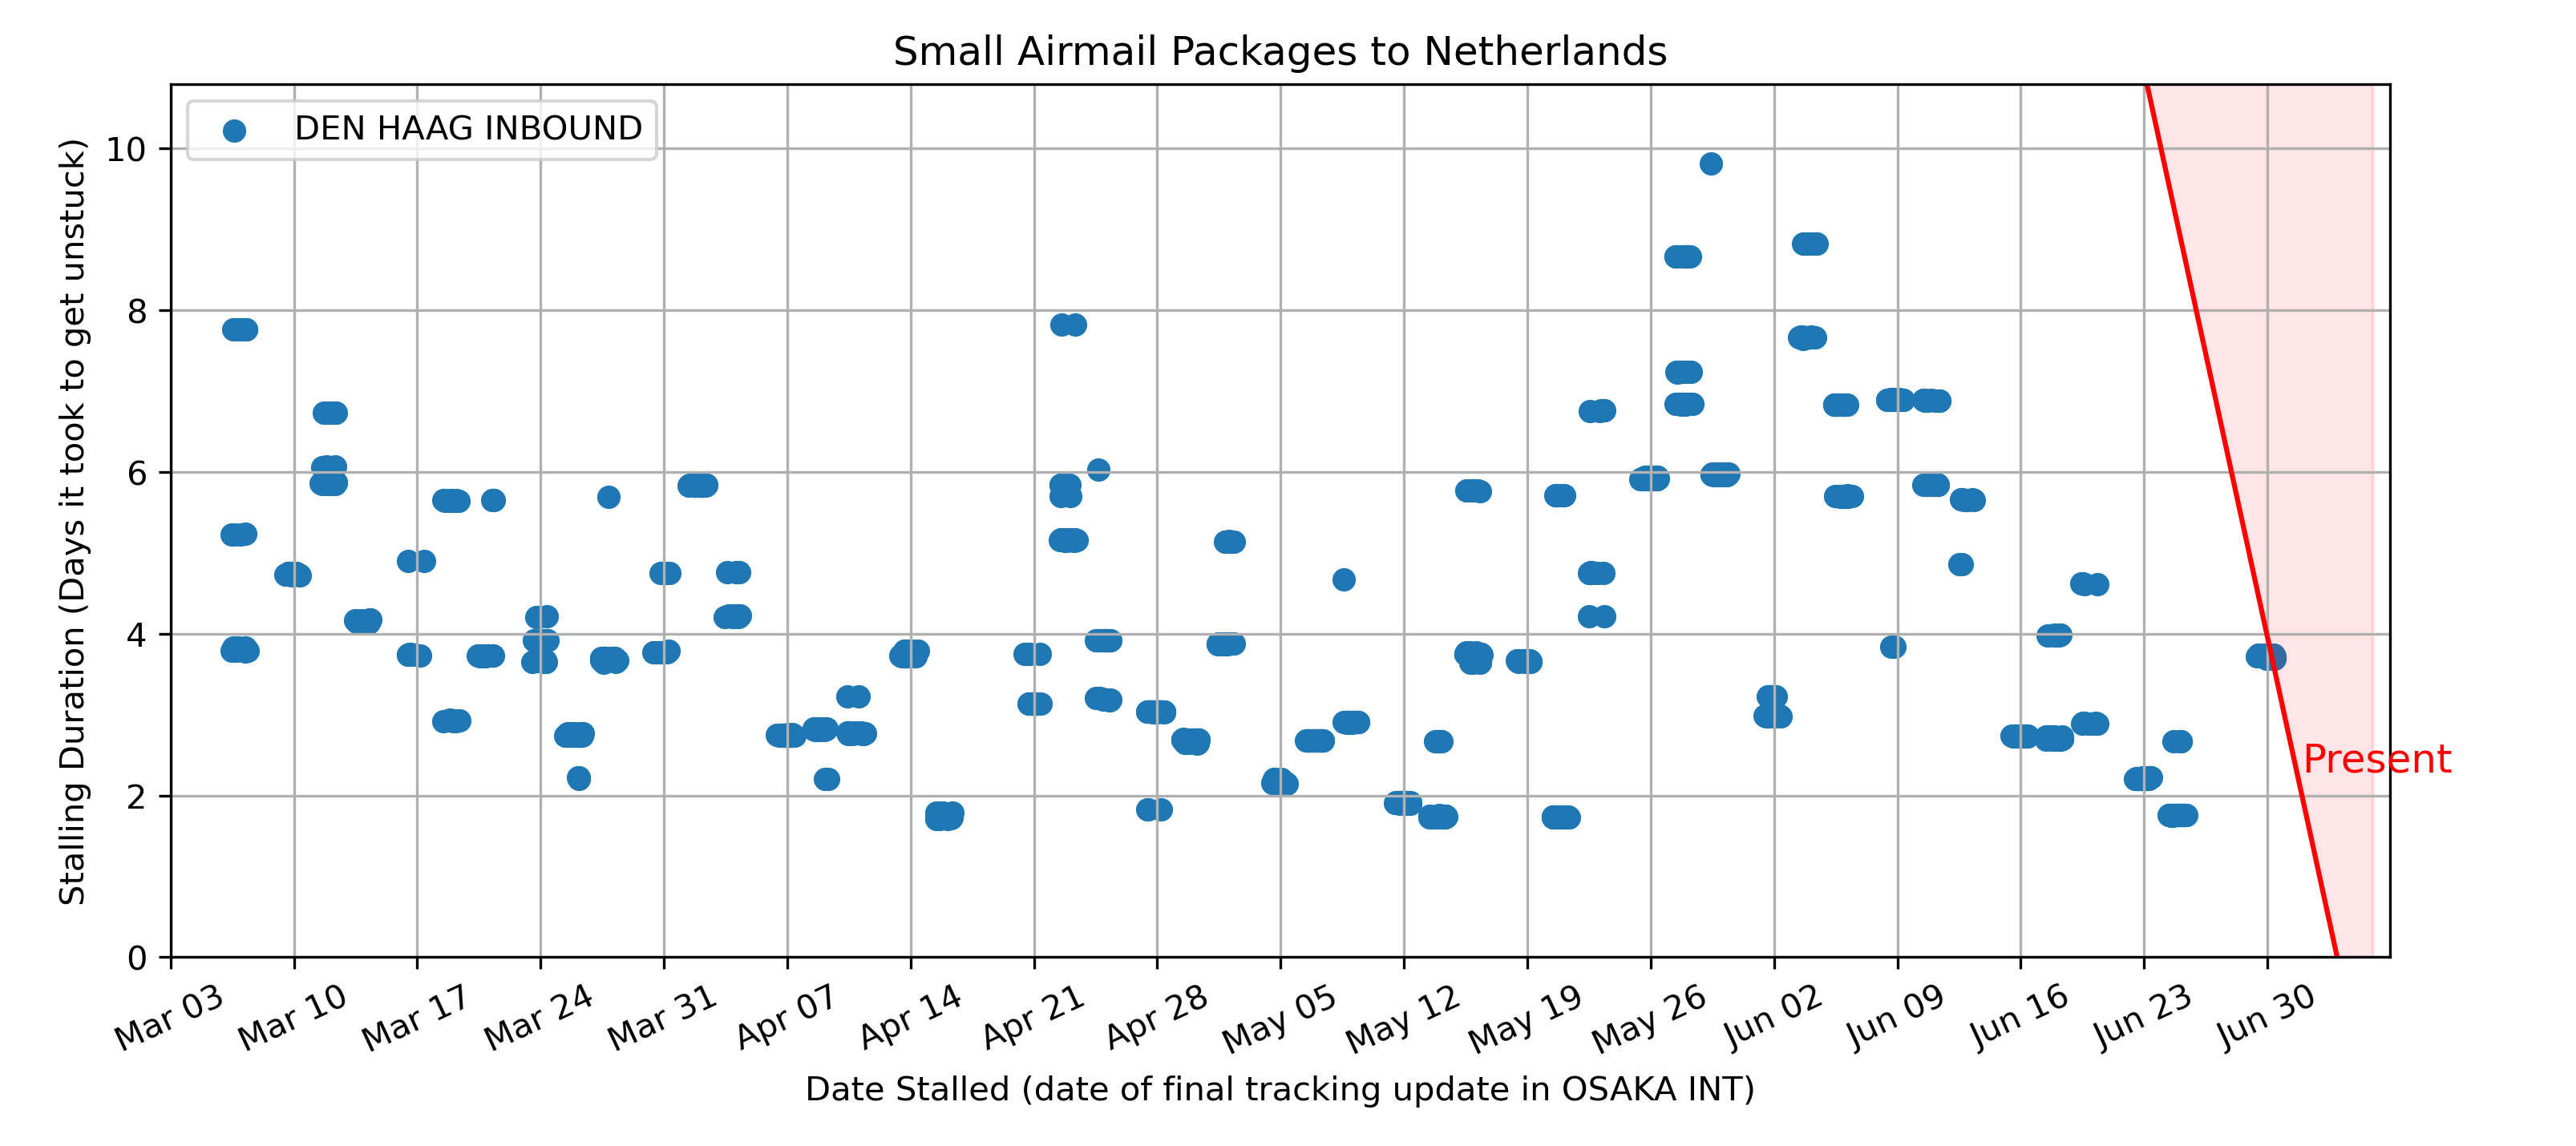 Small Airmail Packages to Netherlands
DEN HAAG INBOUND
Stalling Duration (Days it took to get unstuck)
10
8
6
4
2
0
Present
Mar 03
Mar 10
Mar 17
Mar 24
Mar 31
Apr 07
Apr 14
Apr 21
Apr 28
May 05
May 12
May 19
May 26
Jun 02
Jun 09
Jun 16
Jun 23
Jun 30
Date Stalled (date of final tracking update in OSAKA INT)